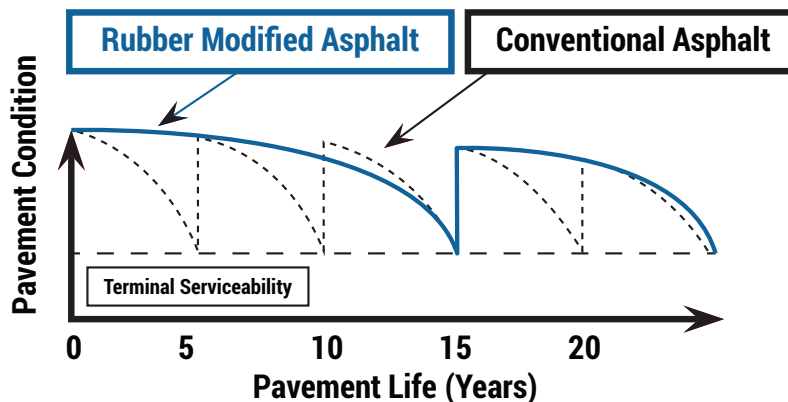 Rubber Modified Asphalt
Conventional Asphalt
Pavement Condition
Terminal Serviceability
0 5 10 15 20
Pavement Life (Years)